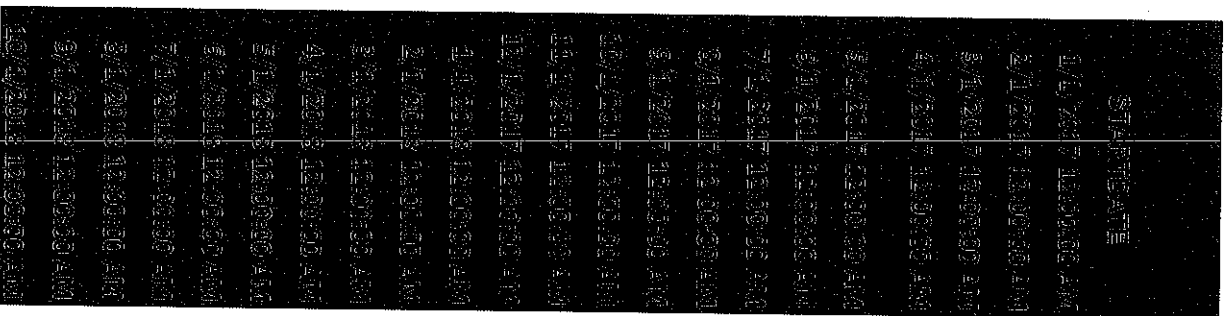 STARTDATE
1/1/2017 12:00:00 AM
2/1/2017 12:00:00 AM
3/1/2017 12:00:00 AM
4/1/2017 12:00:00 AM
5/1/2017 12:00:00 AM
6/1/2017 12:00:00 AM
7/1/2017 12:00:00 AM
8/1/2017 12:00:00 AM
9/1/2017 12:00:00 AM
10/1/2017 12:00:00 AM
11/1/2017 12:00:00 AM
12/1/2017 12:00:00 AM
1/1/2018 12:00:00 AM
2/1/2018 12:00:00 AM
3/1/2018 12:00:00 AM
4/1/2018 12:00:00 AM
5/1/2018 12:00:00 AM
6/1/2018 12:00:00 AM
7/1/2018 12:00:00 AM
8/1/2018 12:00:00 AM
9/1/2018 12:00:00 AM
10/1/2018 12:00:00 AM